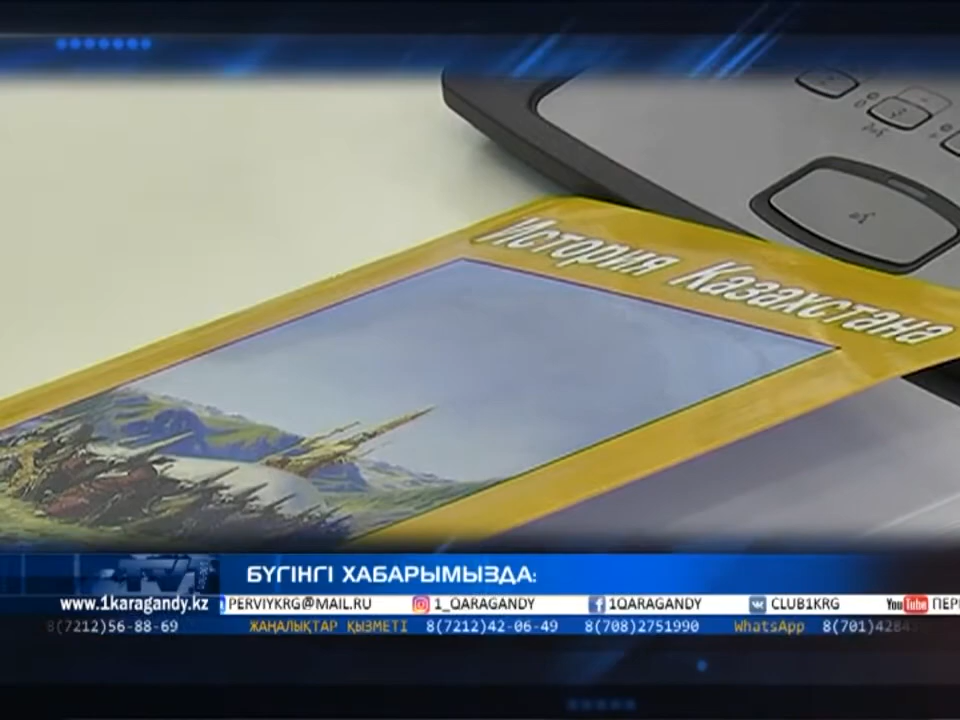 История Казахстана
TV1
БҮГІНГІ ХАБАРЫМЫЗДА:
www.1karagandy.kz PERVIYKRG@MAIL.RU 1_QARAGANDY 1QARAGANDY CLUB1KRG YouTube
8(7212)56-88-69 ЖАҢАЛЫҚТАР ҚЫЗМЕТІ 8(7212)42-06-49 8(708)2751990 WhatsApp